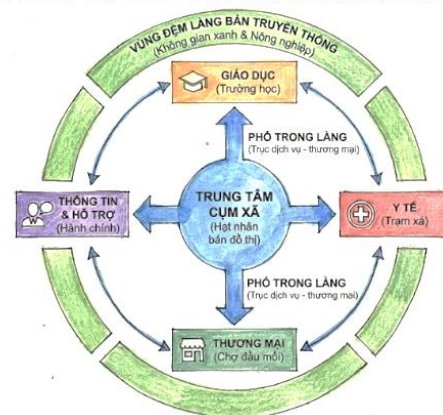 VÙNG ĐỆM LÀNG BẢN TRUYỀN THỐNG
(Không gian xanh & Nông nghiệp)
GIÁO DỤC
(Trường học)
PHỐ TRONG LÀNG
(Trục dịch vụ - thương mại)
THÔNG TIN
& HỖ TRỢ
(Hành chính)
TRUNG TÂM
CỤM XÃ
(Hạt nhân
bán đô thị)
Y TẾ
(Trạm xá)
PHỐ TRONG LÀNG
(Trục dịch vụ - thương mại)
THƯƠNG MẠI
(Chợ đầu mối)